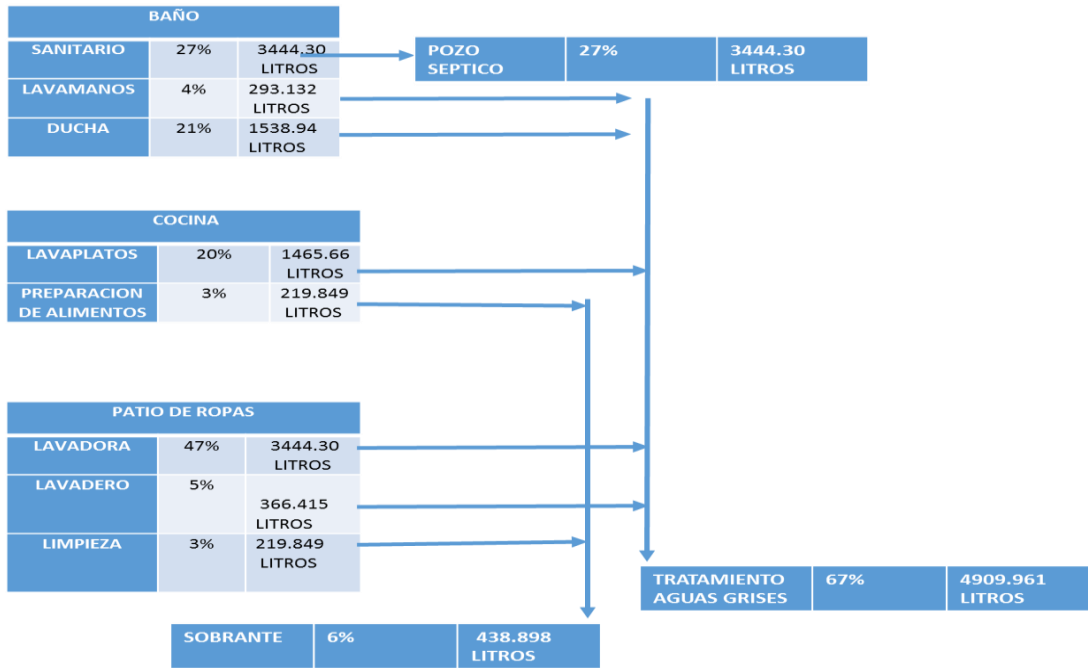 BAÑO
SANITARIO 27% 3444.30
LITROS
POZO 27% 3444.30
SEPTICO LITROS
LAVAMANOS 4% 293.132
LITROS
DUCHA 21% 1538.94
LITROS
COCINA
LAVAPLATOS 20% 1465.66
LITROS
PREPARACION 3% 219.849
DE ALIMENTOS LITROS
PATIO DE ROPAS
LAVADORA 47% 3444.30
LITROS
LAVADERO 5%
366.415
LITROS
LIMPIEZA 3% 219.849
LITROS
TRATAMIENTO 67% 4909.961
AGUAS GRISES LITROS
SOBRANTE 6% 438.898
LITROS